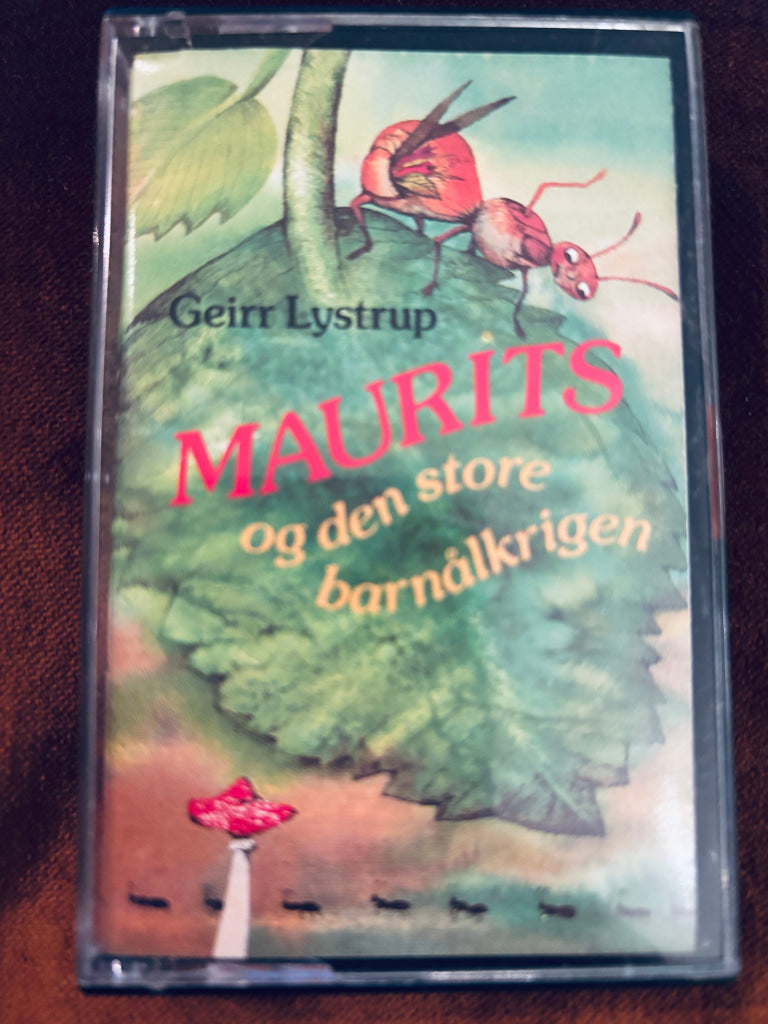 Geirr Lystrup
MAURITS
og den store
barnålkrigen